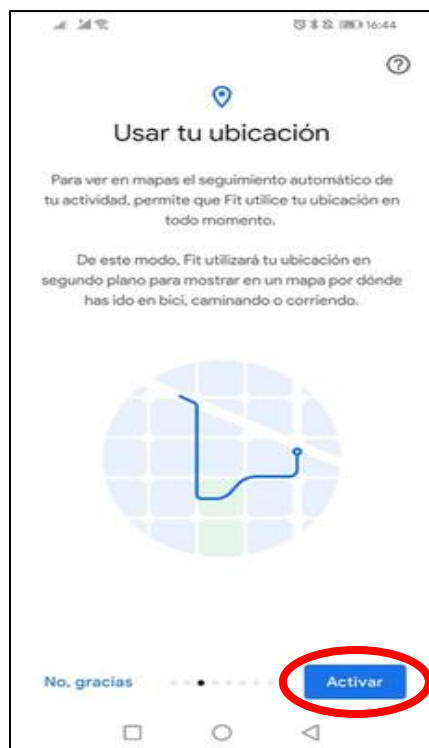 16:44
Usar tu ubicación
Para ver en mapas el seguimiento automático de
tu actividad, permite que Fit utilice tu ubicación en
todo momento.
De este modo, Fit utilizará tu ubicación en
segundo plano para mostrar en un mapa por dónde
has ido en bici, caminando o corriendo.
No, gracias
Activar